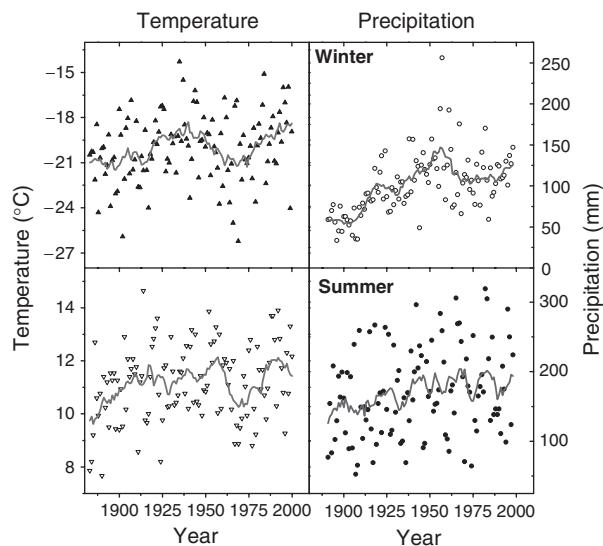 Temperature
Precipitation
Winter
Summer
Temperature (°C)
Precipitation (mm)
−15
−18
−21
−24
−27
14
12
10
8
250
200
150
100
50
0
300
200
100
1900 1925 1950 1975 2000
1900 1925 1950 1975 2000
Year
Year